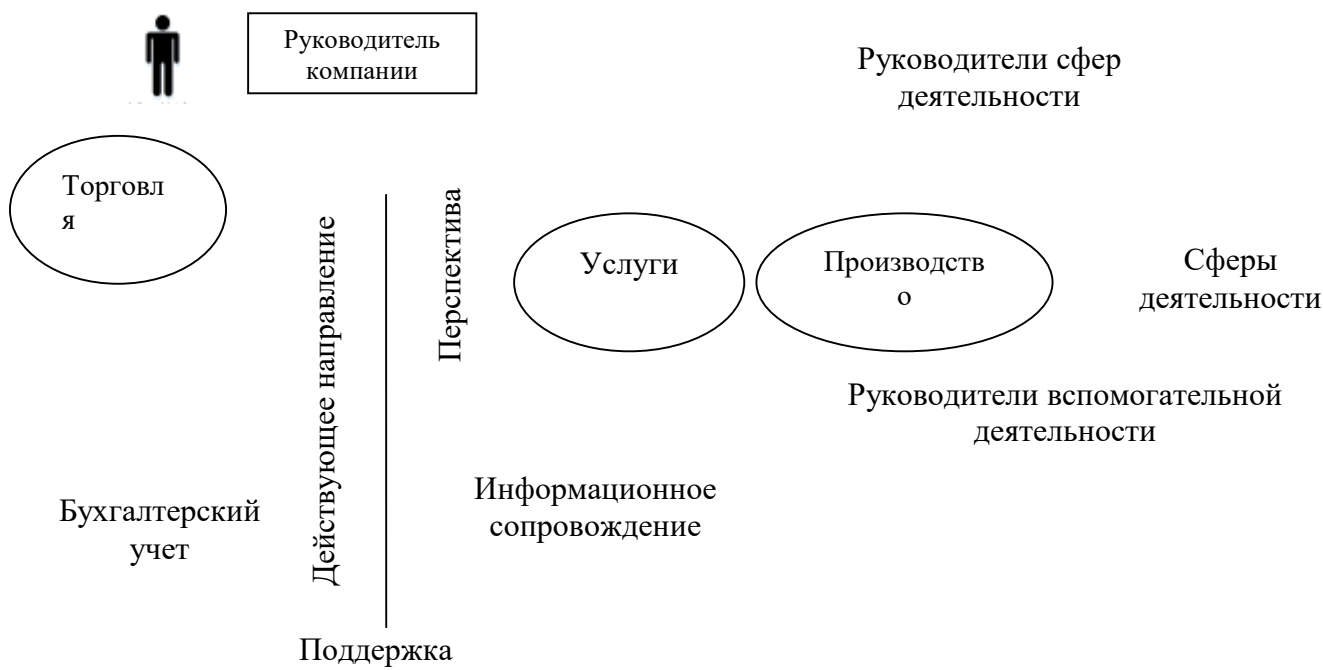 Руководитель
компании
Руководители сфер
деятельности
Торговл
я
Действующее направление
Перспектива
Услуги
Производств
о
Сферы
деятельности
Руководители вспомогательной
деятельности
Бухгалтерский
учет
Информационное
сопровождение
Поддержка